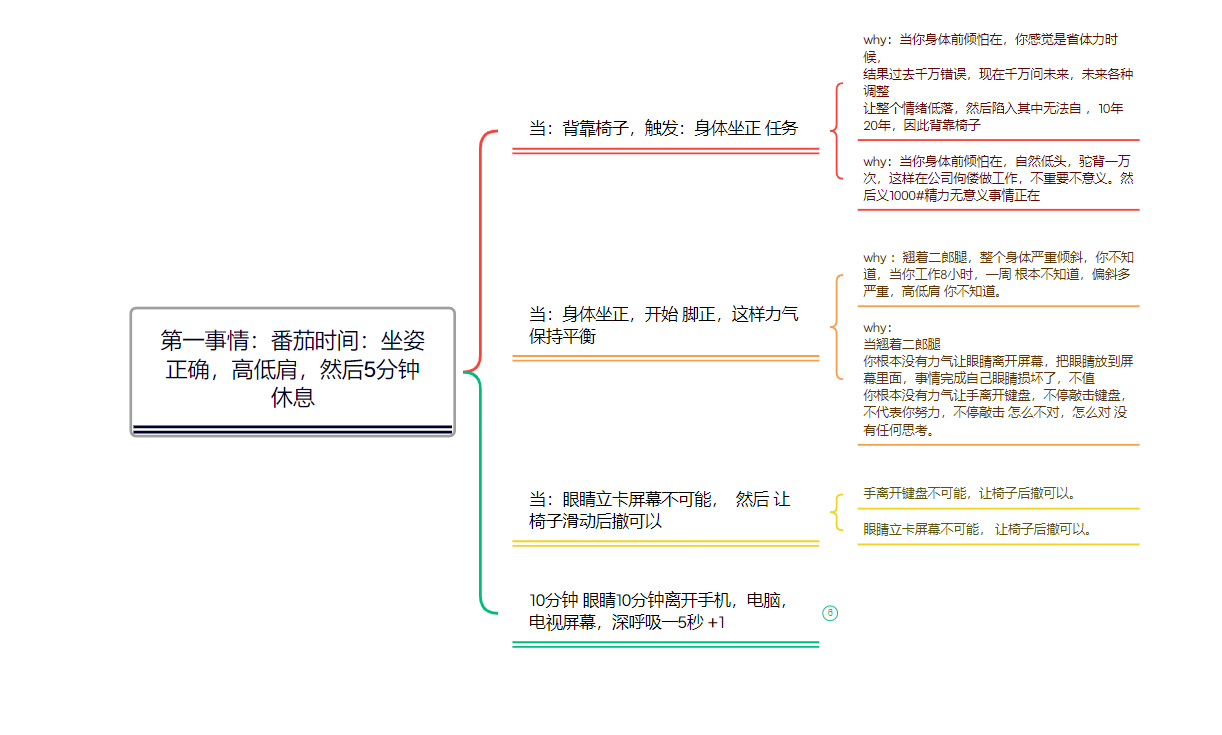 第一事情：番茄时间：坐姿
正确，高低肩，然后5分钟
休息
当：背靠椅子，触发：身体坐正 任务
why：当你身体前倾怕在，你感觉是省体力时
候，
结果过去千万错误，现在千万问未来，未来各种
调整
让整个情绪低落，然后陷入其中无法自 ，10年
20年，因此背靠椅子
why：当你身体前倾怕在，自然低头，驼背一万
次，这样在公司佝偻做工作，不重要不意义。然
后义1000#精力无意义事情正在
当：身体坐正，开始 脚正，这样力气
保持平衡
why ：翘着二郎腿，整个身体严重倾斜，你不知
道，当你工作8小时，一周 根本不知道，偏斜多
严重，高低肩 你不知道。
why：
当翘着二郎腿
你根本没有力气让眼睛离开屏幕，把眼睛放到屏
幕里面，事情完成自己眼睛损坏了，不值
你根本没有力气让手离开键盘，不停敲击键盘，
不代表你努力，不停敲击 怎么不对，怎么对 没
有任何思考。
当：眼睛立卡屏幕不可能， 然后 让
椅子滑动后撤可以
手离开键盘不可能，让椅子后撤可以。
眼睛立卡屏幕不可能， 让椅子后撤可以。
10分钟 眼睛10分钟离开手机，电脑，
电视屏幕，深呼吸一5秒 +1
6